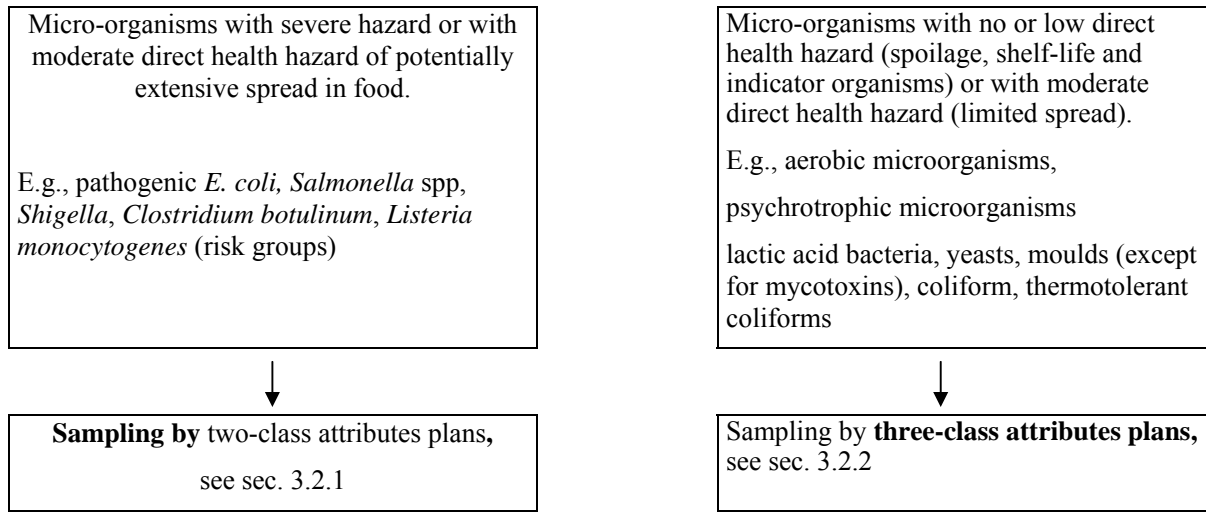 Micro-organisms with severe hazard or with
moderate direct health hazard of potentially
extensive spread in food.
E.g., pathogenic E. coli, Salmonella spp,
Shigella, Clostridium botulinum, Listeria
monocytogenes (risk groups)
Sampling by two-class attributes plans,
see sec. 3.2.1
Micro-organisms with no or low direct
health hazard (spoilage, shelf-life and
indicator organisms) or with moderate
direct health hazard (limited spread).
E.g., aerobic microorganisms,
psychrotrophic microorganisms
lactic acid bacteria, yeasts, moulds (except
for mycotoxins), coliform, thermotolerant
coliforms
Sampling by three-class attributes plans,
see sec. 3.2.2